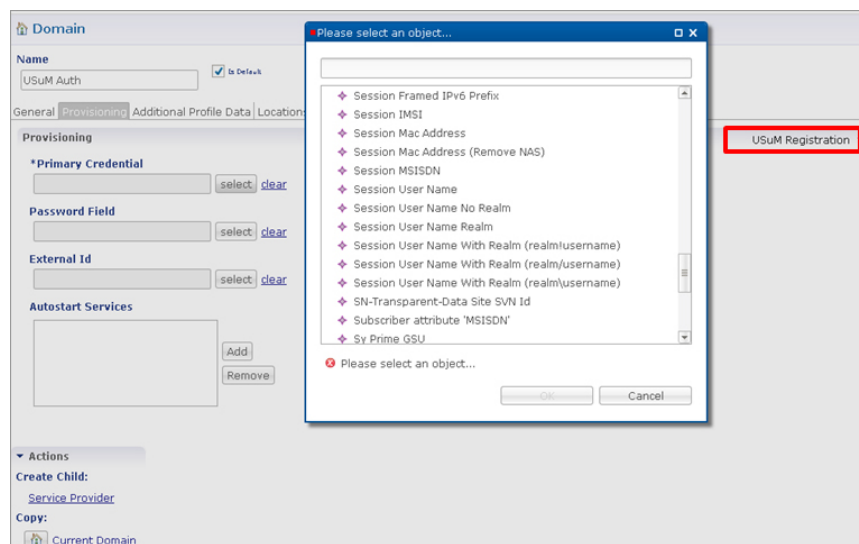 Domain
Name
USuM Auth
Is Default
General Provisioning Additional Profile Data Location
Provisioning
USuM Registration
*Primary Credential
select clear
Password Field
select clear
External Id
select clear
Autostart Services
Add
Remove
Actions
Create Child:
Service Provider
Copy:
Current Domain
Please select an object...
Session Framed IPv6 Prefix
Session IMSI
Session Mac Address
Session Mac Address (Remove NAS)
Session MSISDN
Session User Name
Session User Name No Realm
Session User Name Realm
Session User Name With Realm (realm!username)
Session User Name With Realm (realm/username)
Session User Name With Realm (realm\username)
SN-Transparent-Data Site SVN Id
Subscriber attribute 'MSISDN'
Sy Prime GSU
Please select an object...
OK Cancel